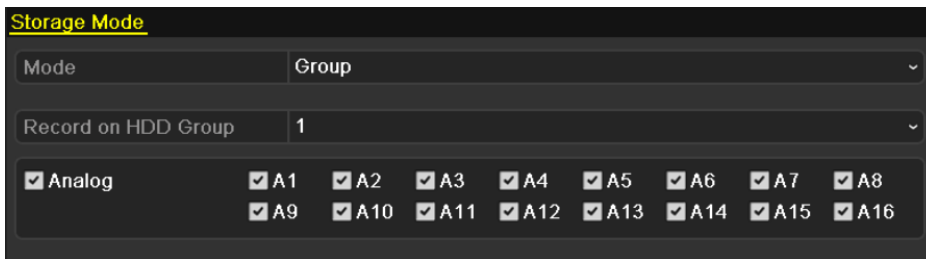 Storage Mode
Mode Group
Record on HDD Group 1
Analog A1 A2 A3 A4 A5 A6 A7 A8
A9 A10 A11 A12 A13 A14 A15 A16